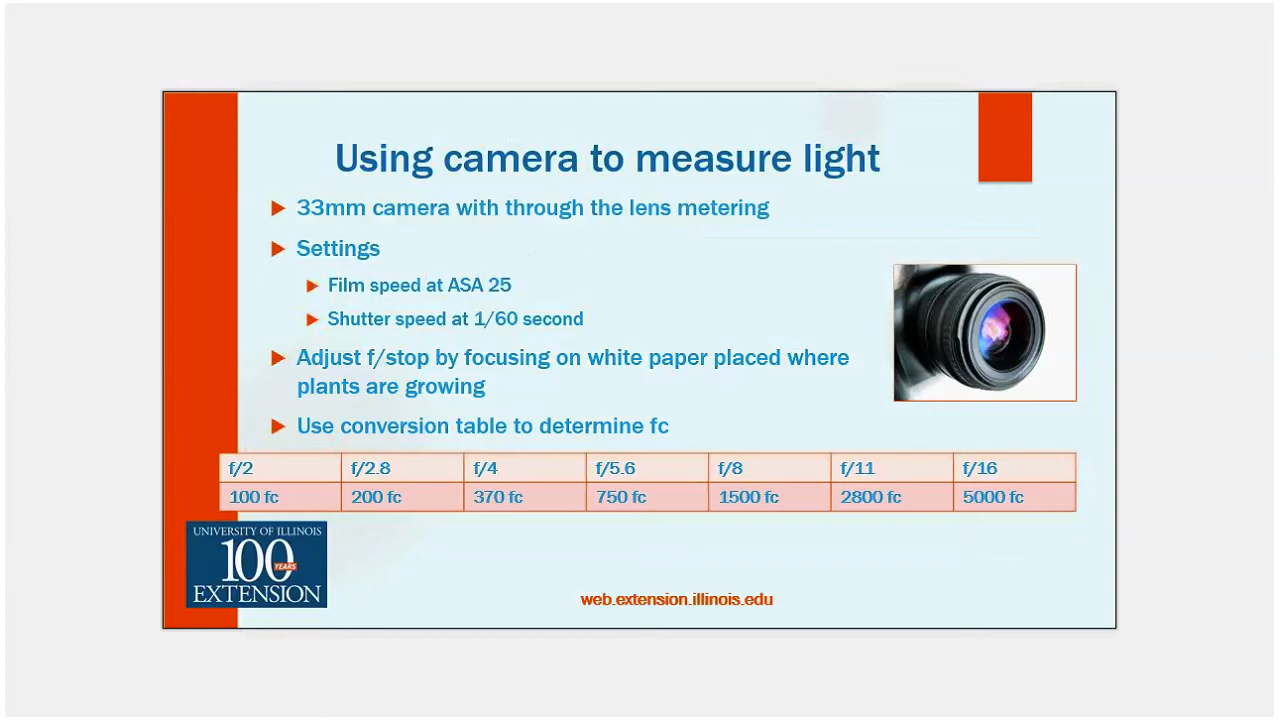 Using camera to measure light
33mm camera with through the lens metering
Settings
Film speed at ASA 25
Shutter speed at 1/60 second
Adjust f/stop by focusing on white paper placed where
plants are growing
Use conversion table to determine fc
f/2 f/2.8 f/4 f/5.6 f/8 f/11 f/16
100 fc 200 fc 370 fc 750 fc 1500 fc 2800 fc 5000 fc
UNIVERSITY OF ILLINOIS
100
YEARS
EXTENSION
web.extension.illinois.edu